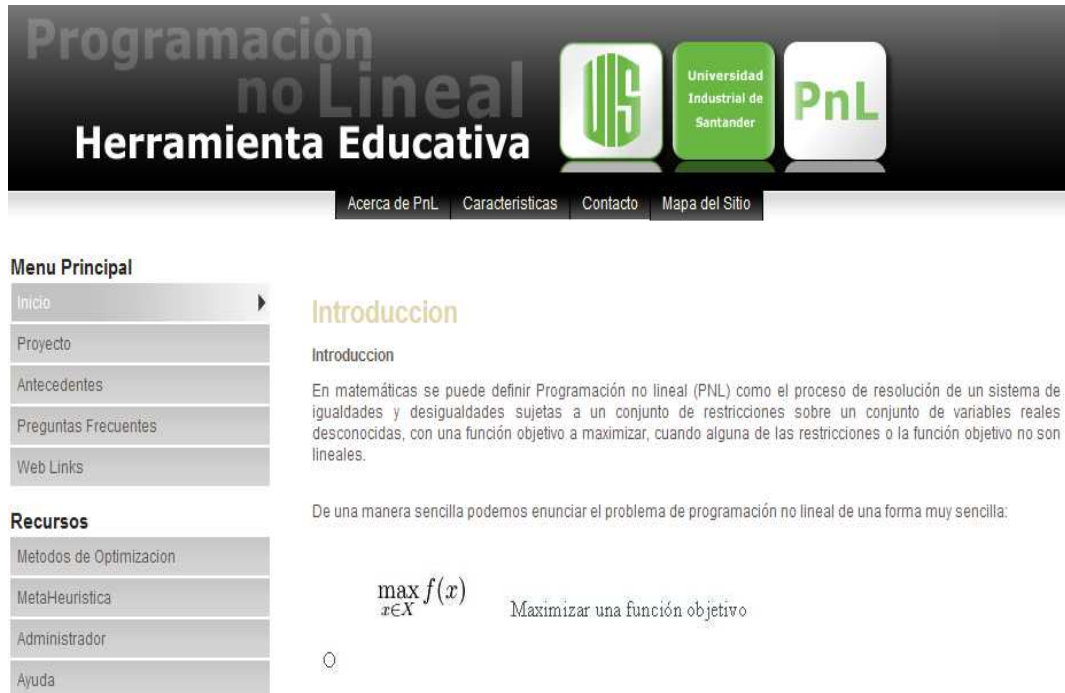 Programaciòn
no Lineal
Herramienta Educativa
UIS
Universidad
Industrial de
Santander
PnL
Acerca de PnL
Caracteristicas
Contacto
Mapa del Sitio
Menu Principal
Inicio
Proyecto
Antecedentes
Preguntas Frecuentes
Web Links
Recursos
Metodos de Optimizacion
MetaHeuristica
Administrador
Ayuda
Introduccion
Introduccion
En matemáticas se puede definir Programación no lineal (PNL) como el proceso de resolución de un sistema de
igualdades y desigualdades sujetas a un conjunto de restricciones sobre un conjunto de variables reales
desconocidas, con una función objetivo a maximizar, cuando alguna de las restricciones o la función objetivo no son
lineales.
De una manera sencilla podemos enunciar el problema de programación no lineal de una forma muy sencilla:
max f(x)
x∈X
Maximizar una función objetivo
O